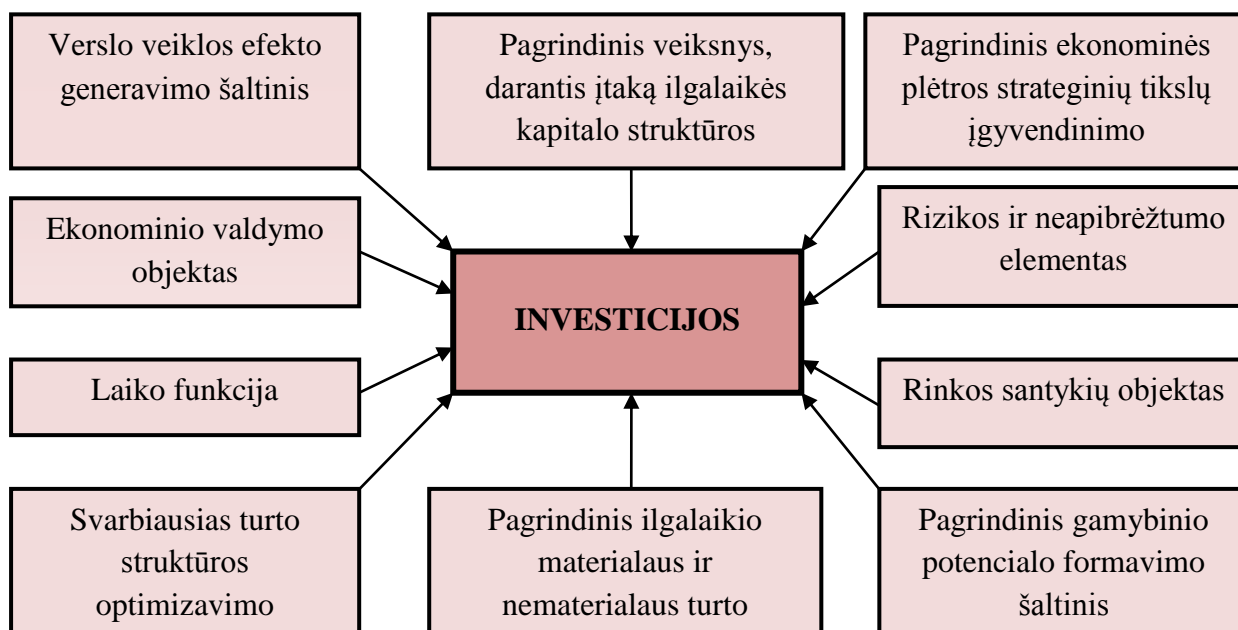 Verslo veiklos efekto
generavimo šaltinis
Pagrindinis veiksnys,
darantis įtaką ilgalaikės
kapitalo struktūros
Pagrindinis ekonominės
plėtros strateginių tikslų
įgyvendinimo
Ekonominio valdymo
objektas
Rizikos ir neapibrėžtumo
elementas
INVESTICIJOS
Laiko funkcija
Rinkos santykių objektas
Svarbiausias turto
struktūros
optimizavimo
Pagrindinis ilgalaikio
materialaus ir
nematerialaus turto
Pagrindinis gamybinio
potencialo formavimo
šaltinis